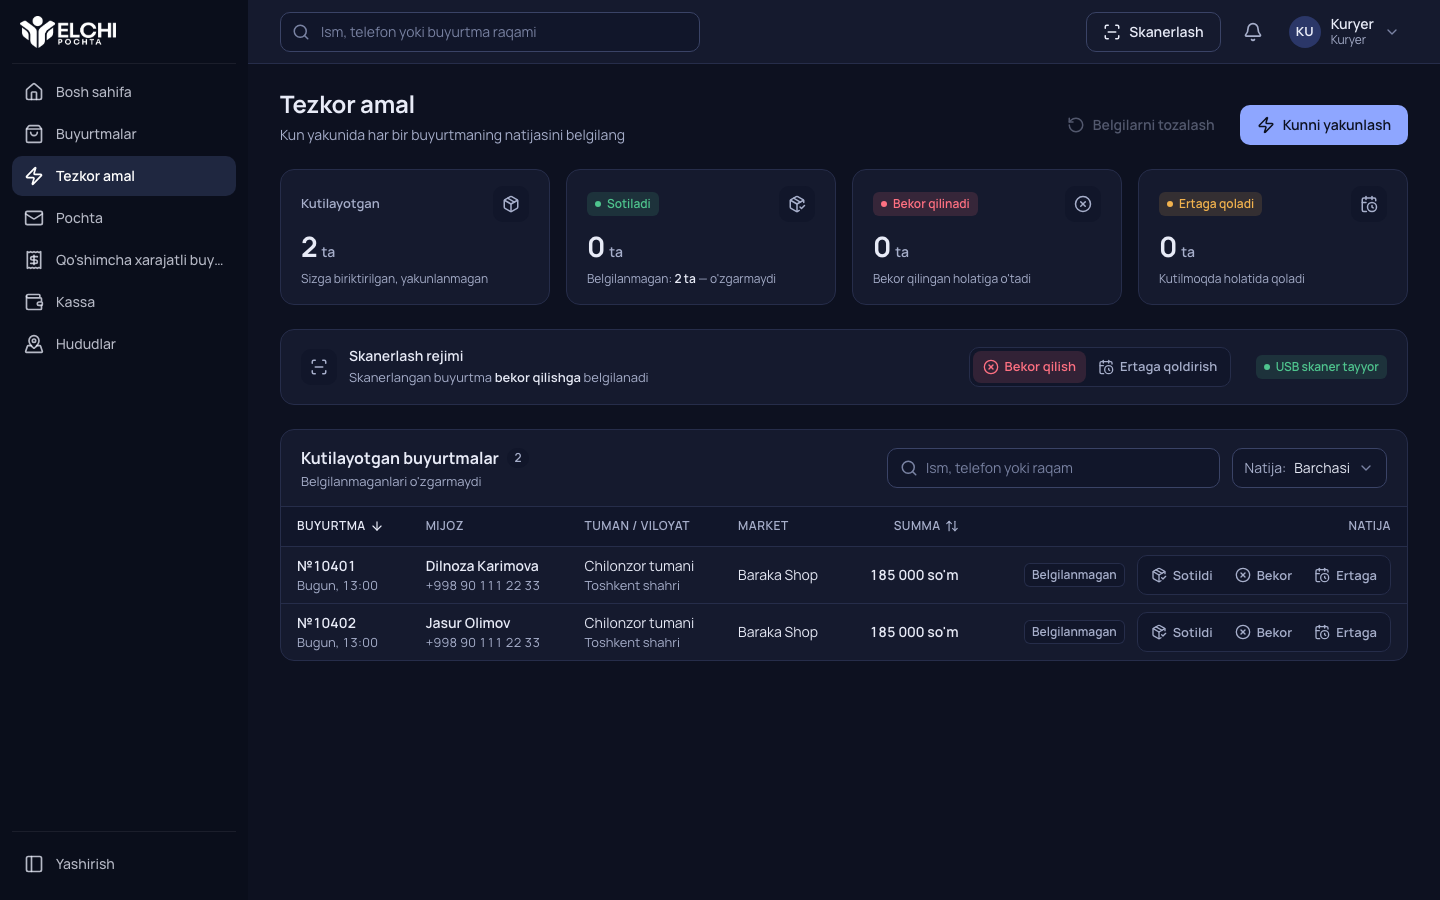 ELCHI
POCHTA
Ism, telefon yoki buyurtma raqami
Skanerlash
KU
Kuryer
Kuryer
Bosh sahifa
Buyurtmalar
Tezkor amal
Pochta
Qo'shimcha xarajatli buy…
Kassa
Hududlar
Yashirish
Tezkor amal
Kun yakunida har bir buyurtmaning natijasini belgilang
Belgilarni tozalash
Kunni yakunlash
Kutilayotgan
2 ta
Sizga biriktirilgan, yakunlanmagan
Sotiladi
0 ta
Belgilanmagan: 2 ta — o'zgarmaydi
Bekor qilinadi
0 ta
Bekor qilingan holatiga o'tadi
Ertaga qoladi
0 ta
Kutilmoqda holatida qoladi
Skanerlash rejimi
Skanerlangan buyurtma bekor qilishga belgilanadi
Bekor qilish
Ertaga qoldirish
USB skaner tayyor
Kutilayotgan buyurtmalar 2
Belgilanmaganlari o'zgarmaydi
Ism, telefon yoki raqam
Natija: Barchasi
BUYURTMA MIJOZ TUMAN / VILOYAT MARKET SUMMA NATIJA
№10401 Dilnoza Karimova Chilonzor tumani Baraka Shop 185 000 so'm Belgilanmagan Sotildi Bekor Ertaga
Bugun, 13:00 +998 90 111 22 33 Toshkent shahri
№10402 Jasur Olimov Chilonzor tumani Baraka Shop 185 000 so'm Belgilanmagan Sotildi Bekor Ertaga
Bugun, 13:00 +998 90 111 22 33 Toshkent shahri